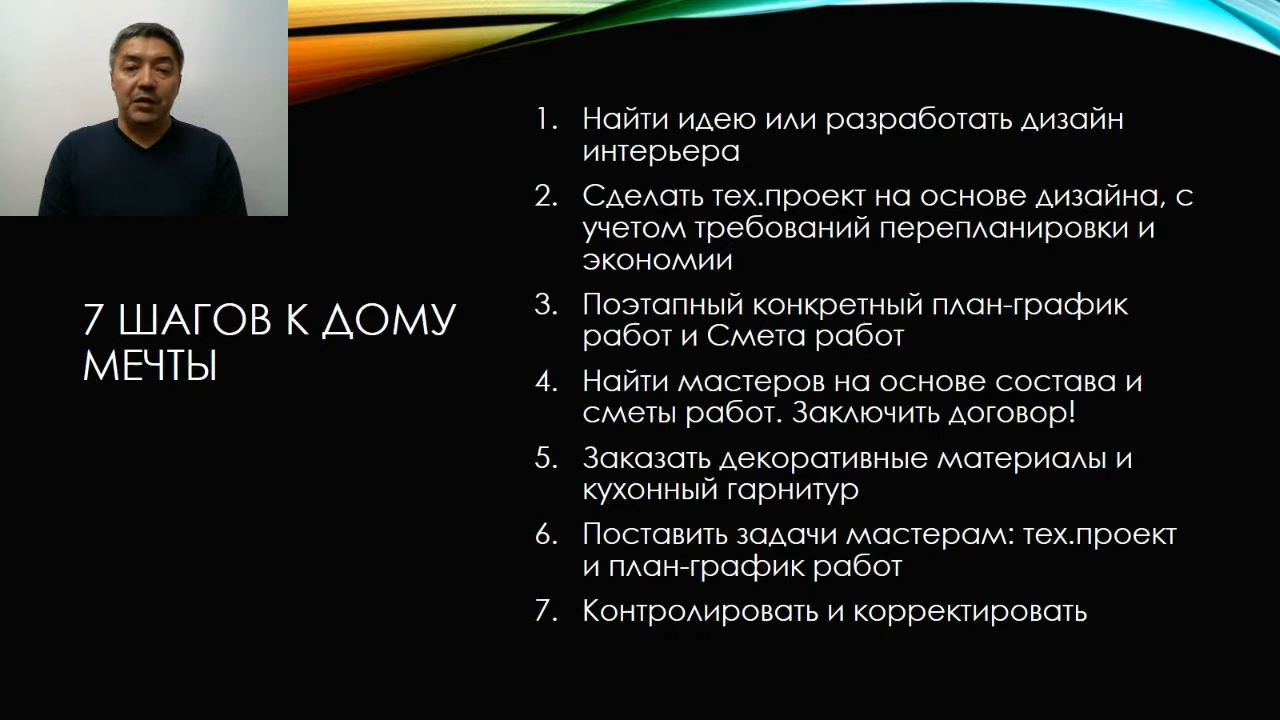 7 ШАГОВ К ДОМУ
МЕЧТЫ
1. Найти идею или разработать дизайн
интерьера
2. Сделать тех.проект на основе дизайна, с
учетом требований перепланировки и
экономии
3. Поэтапный конкретный план-график
работ и Смета работ
4. Найти мастеров на основе состава и
сметы работ. Заключить договор!
5. Заказать декоративные материалы и
кухонный гарнитур
6. Поставить задачи мастерам: тех.проект
и план-график работ
7. Контролировать и корректировать